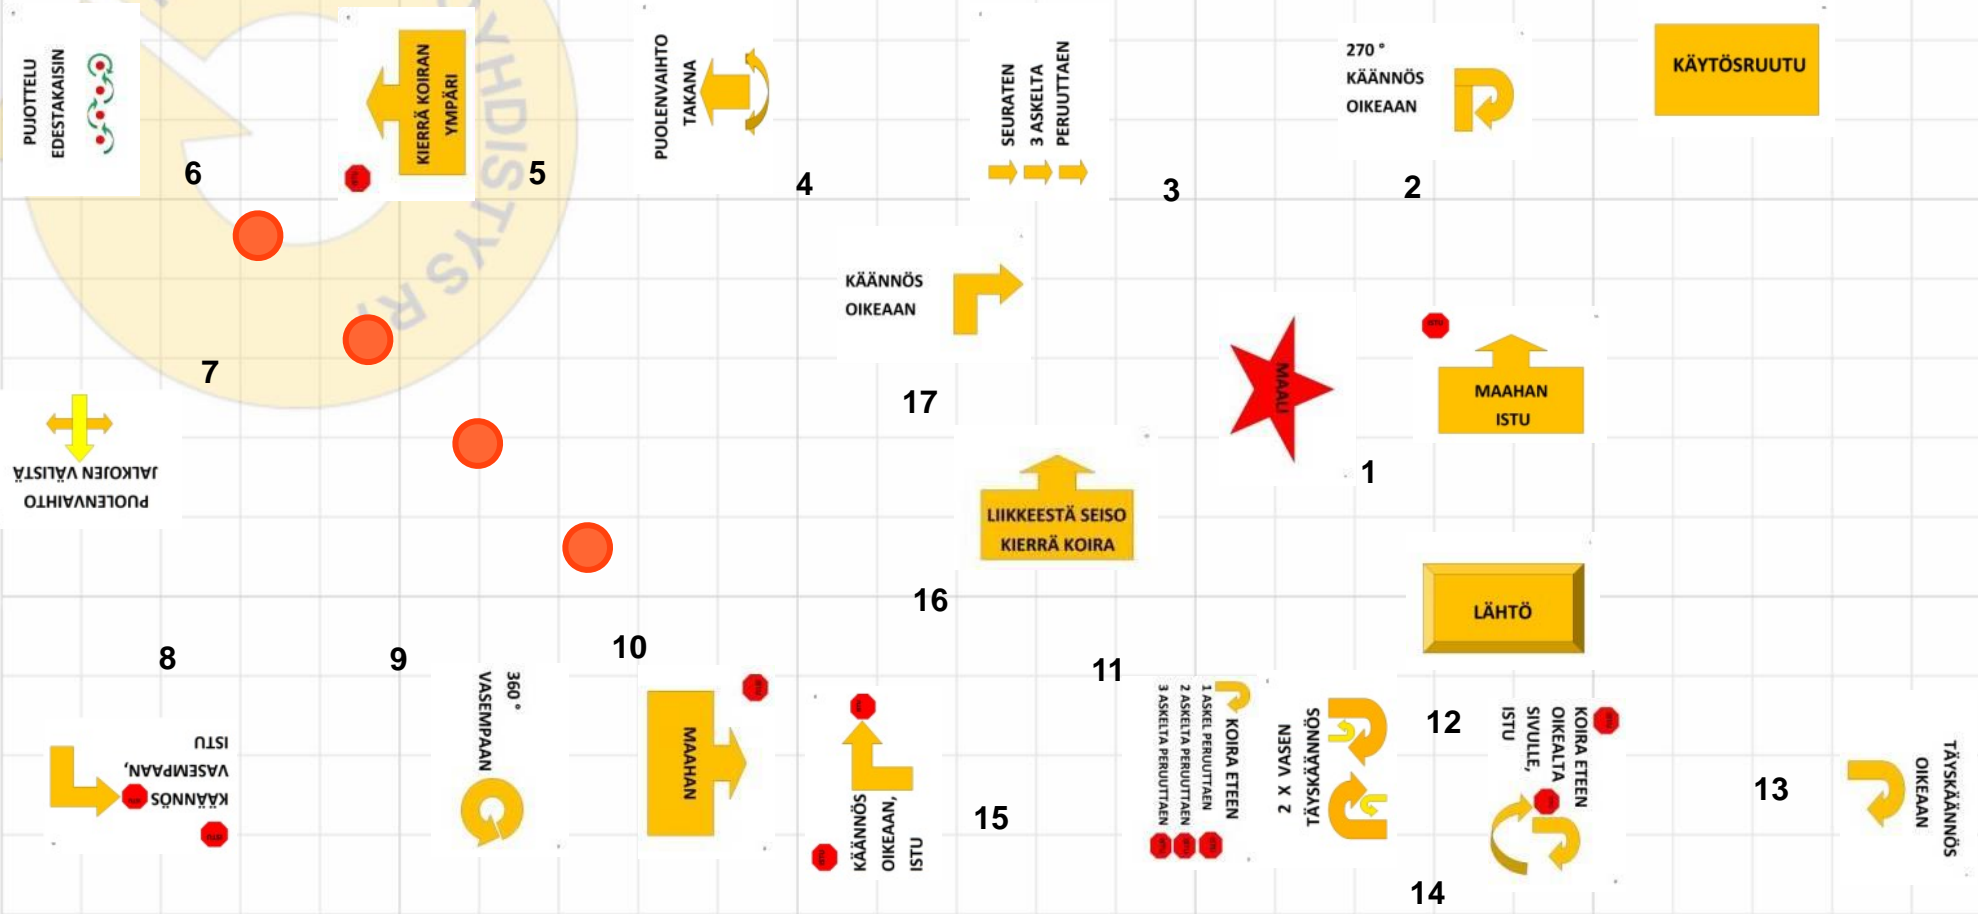 PUJOTTELU
EDESTAKAISIN
6
KIERRÄ KOIRAN
YMPÄRI
5
PUOLENVAIHTO
TAKANA
4
SEURATEN
3 ASKELTA
PERUUTTAEN
3
270 °
KÄÄNNÖS
OIKEAAN
2
KÄYTÖSRUUTU
YHDISTYS RY
KÄÄNNÖS
OIKEAAN
17
MAALI
ISTU
MAAHAN
ISTU
1
7
PUOLENVAIHTO
JALKOJEN VÄLISTÄ
LIIKKEESTÄ SEISO
KIERRÄ KOIRA
16
LÄHTÖ
8
KÄÄNNÖS
VASEMPAAN,
ISTU
9
360 °
VASEMPAAN
10
MAAHAN
KÄÄNNÖS
OIKEAAN,
ISTU
15
11
KOIRA ETEEN
1 ASKEL PERUUTTAEN
2 ASKELTA PERUUTTAEN
3 ASKELTA PERUUTTAEN
TÄYSKÄÄNNÖS
2 X VASEN
12
KOIRA ETEEN
OIKEALTA
SIVULLE,
ISTU
14
13
TÄYSKÄÄNNÖS
OIKEAAN